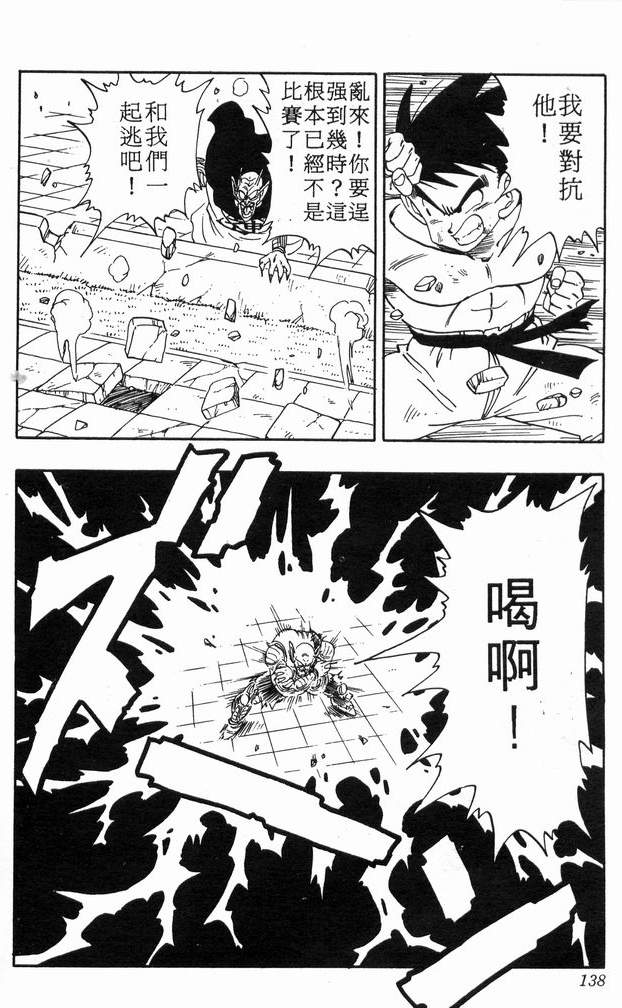 我要對抗
他！
亂來！你要逞
强到幾時？這
根本已經不是
比賽了！
和我們一
起逃吧！
喝啊！
138